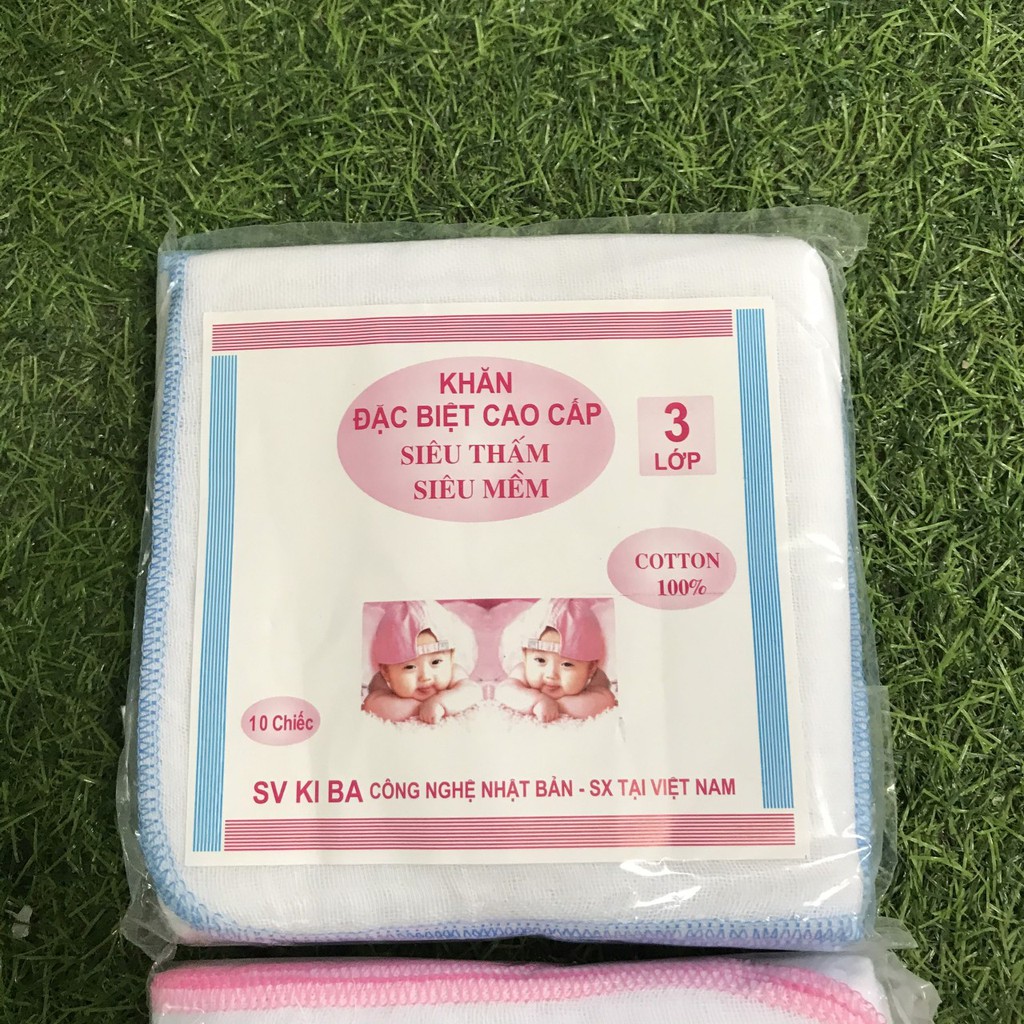 KHĂN
ĐẶC BIỆT CAO CẤP
SIÊU THẤM
SIÊU MỀM
3
LỚP
COTTON
100%
10 Chiếc
SV KI BA CÔNG NGHỆ NHẬT BẢN - SX TẠI VIỆT NAM